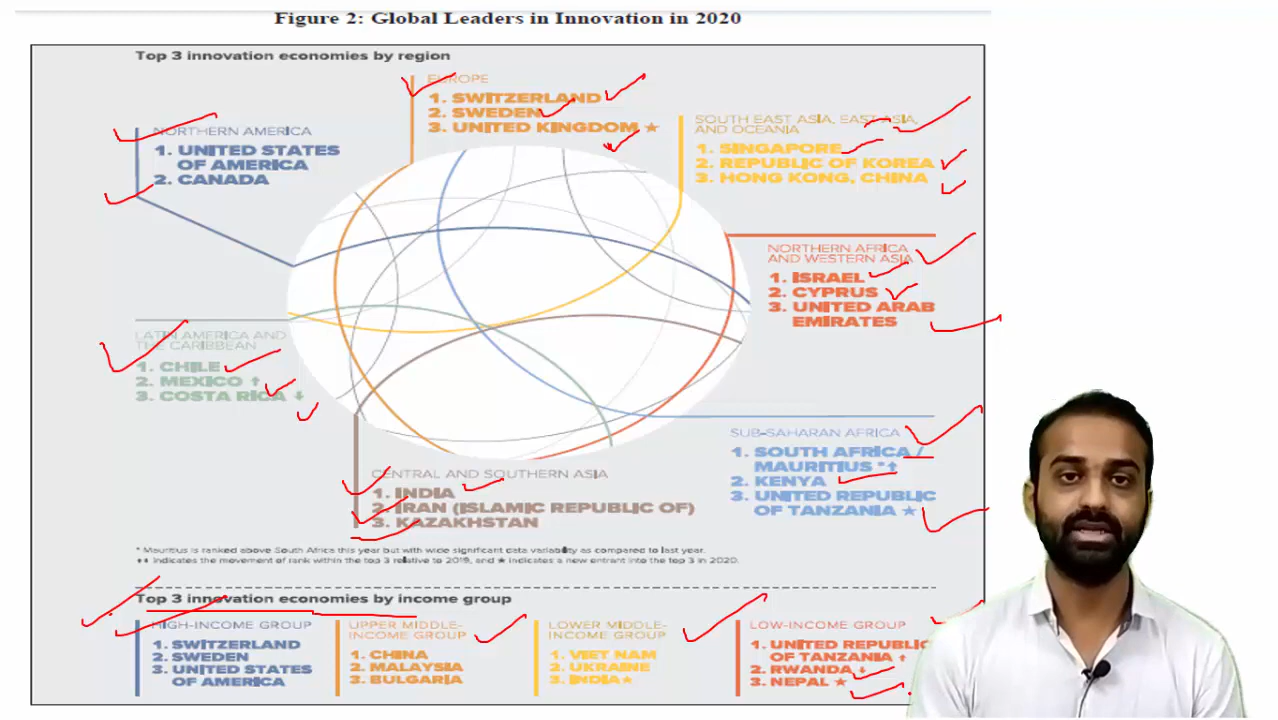 Figure 2: Global Leaders in Innovation in 2020
Top 3 innovation economies by region
EUROPE
1. SWITZERLAND
2. SWEDEN
3. UNITED KINGDOM ★
NORTHERN AMERICA
1. UNITED STATES
OF AMERICA
2. CANADA
SOUTH EAST ASIA, EAST ASIA,
AND OCEANIA
1. SINGAPORE
2. REPUBLIC OF KOREA
3. HONG KONG, CHINA
NORTHERN AFRICA
AND WESTERN ASIA
1. ISRAEL
2. CYPRUS
3. UNITED ARAB
EMIRATES
LATIN AMERICA AND
THE CARIBBEAN
1. CHILE
2. MEXICO ↑
3. COSTA RICA ↓
SUB-SAHARAN AFRICA
1. SOUTH AFRICA /
MAURITIUS *↑
2. KENYA
3. UNITED REPUBLIC
OF TANZANIA ★
CENTRAL AND SOUTHERN ASIA
1. INDIA
2. IRAN (ISLAMIC REPUBLIC OF)
3. KAZAKHSTAN
* Mauritius is ranked above South Africa this year but with wide significant data variability as compared to last year.
Indicates the movement of rank within the top 3 relative to 2019, and ★ indicates a new entrant into the top 3 in 2020.
Top 3 innovation economies by income group
HIGH-INCOME GROUP
1. SWITZERLAND
2. SWEDEN
3. UNITED STATES
OF AMERICA
UPPER MIDDLE-
INCOME GROUP
1. CHINA
2. MALAYSIA
3. BULGARIA
LOWER MIDDLE-
INCOME GROUP
1. VIET NAM
2. UKRAINE
3. INDIA ★
LOW-INCOME GROUP
1. UNITED REPUBLIC
OF TANZANIA ↑
2. RWANDA ↓
3. NEPAL ★